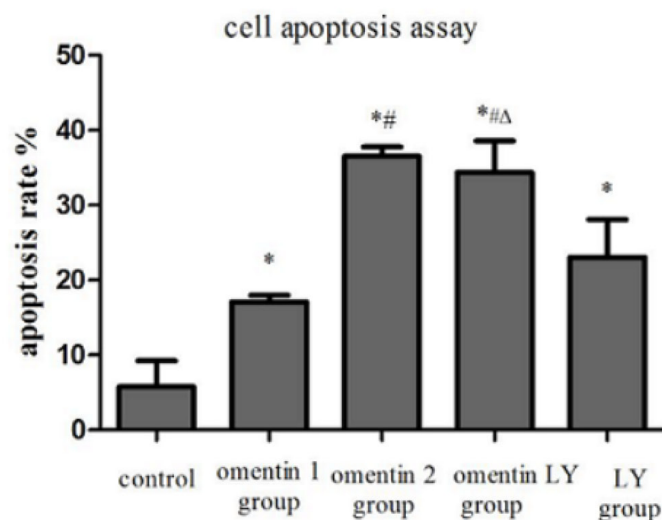 cell apoptosis assay
50
40
30
20
10
0
apoptosis rate %
*
*#
*#Δ
*
control
omentin 1
group
omentin 2
group
omentin LY
group
LY
group